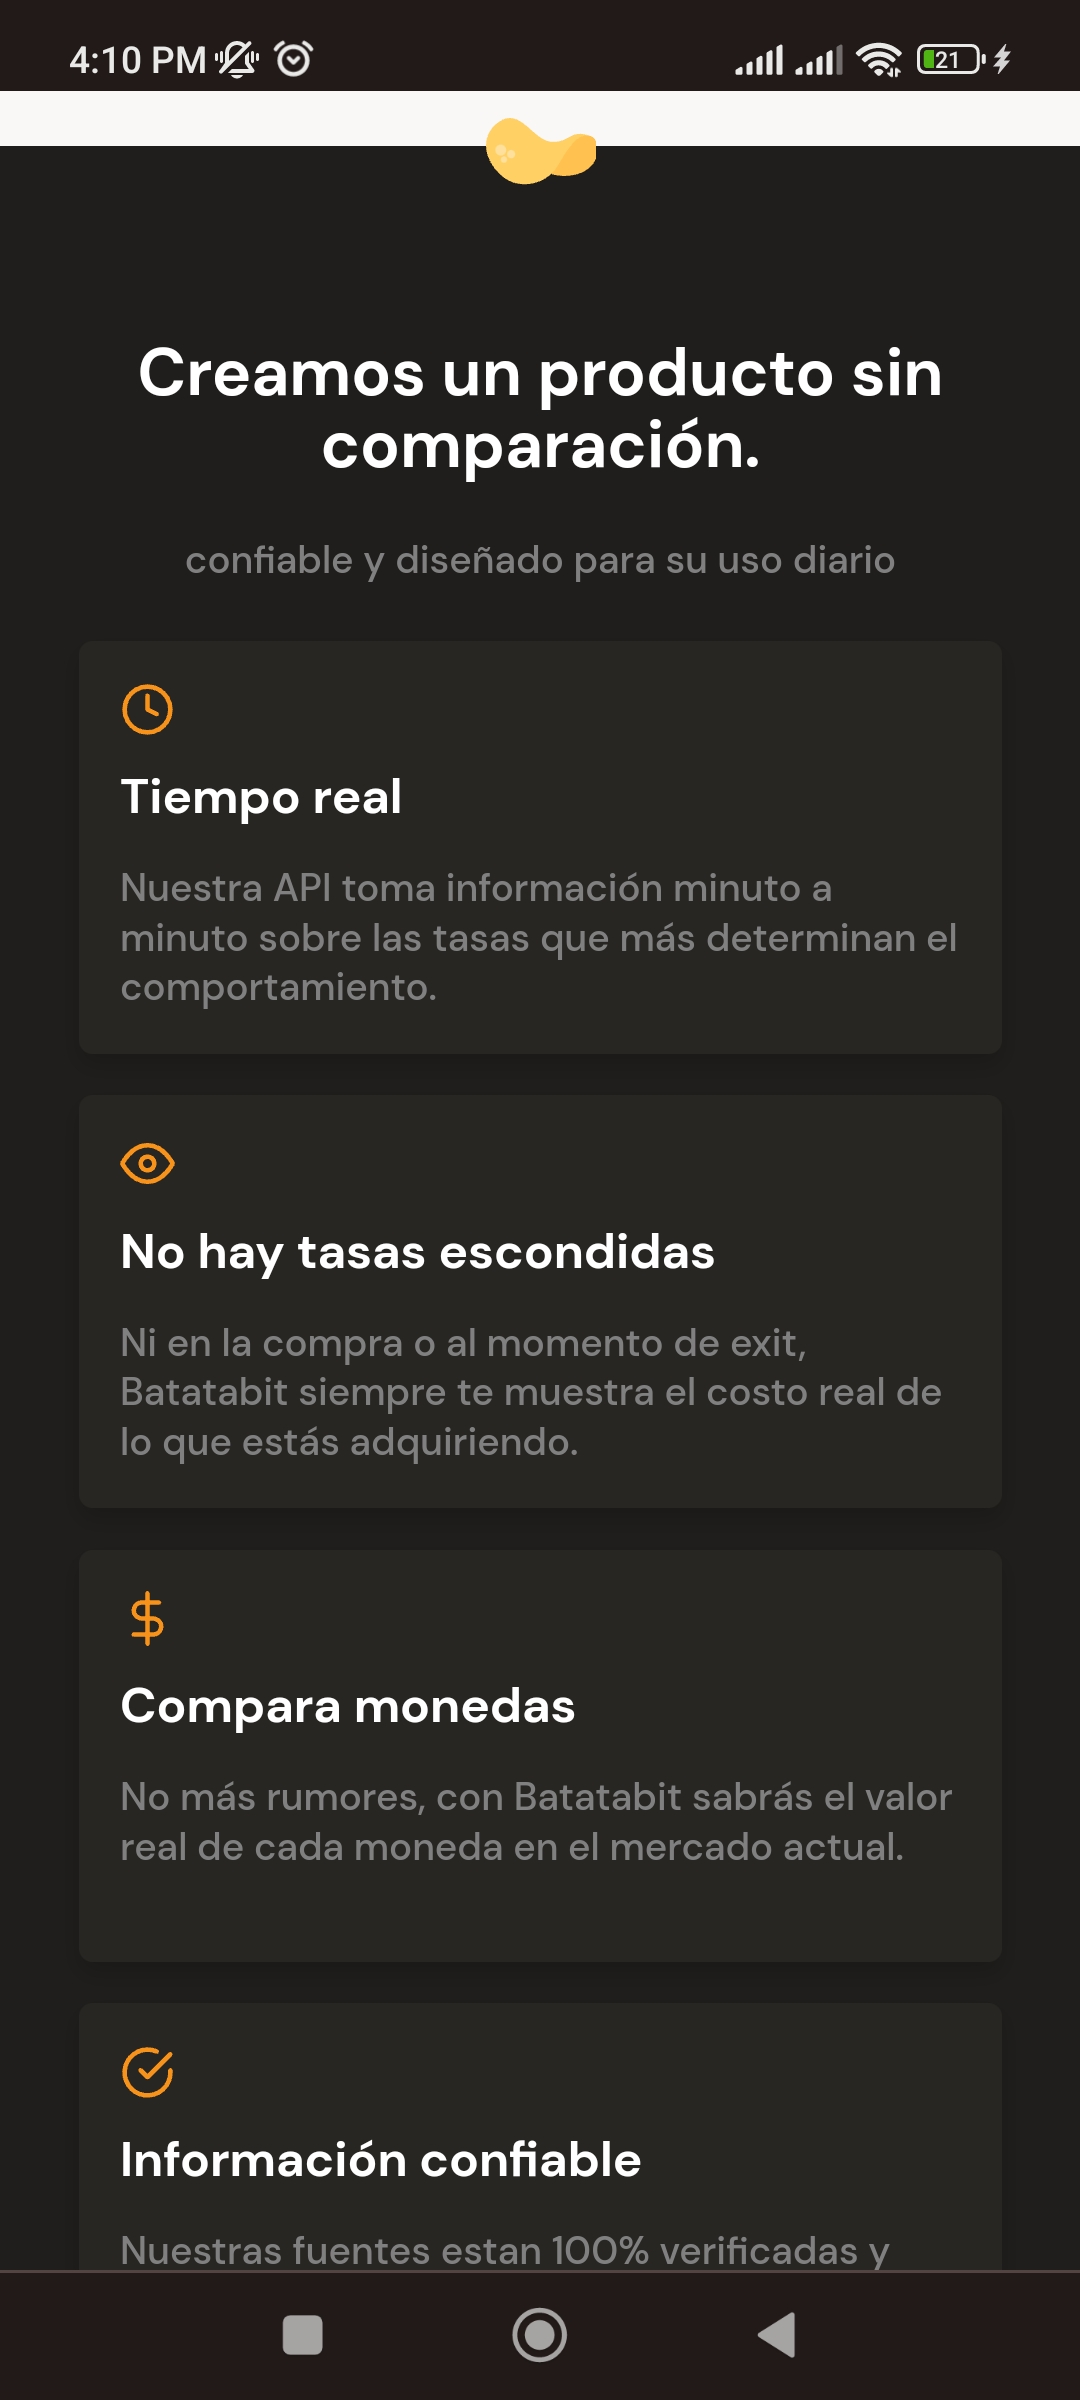 4:10 PM
21
Creamos un producto sin
comparación.
confiable y diseñado para su uso diario
Tiempo real
Nuestra API toma información minuto a
minuto sobre las tasas que más determinan el
comportamiento.
No hay tasas escondidas
Ni en la compra o al momento de exit,
Batatabit siempre te muestra el costo real de
lo que estás adquiriendo.
Compara monedas
No más rumores, con Batatabit sabrás el valor
real de cada moneda en el mercado actual.
Información confiable
Nuestras fuentes estan 100% verificadas y